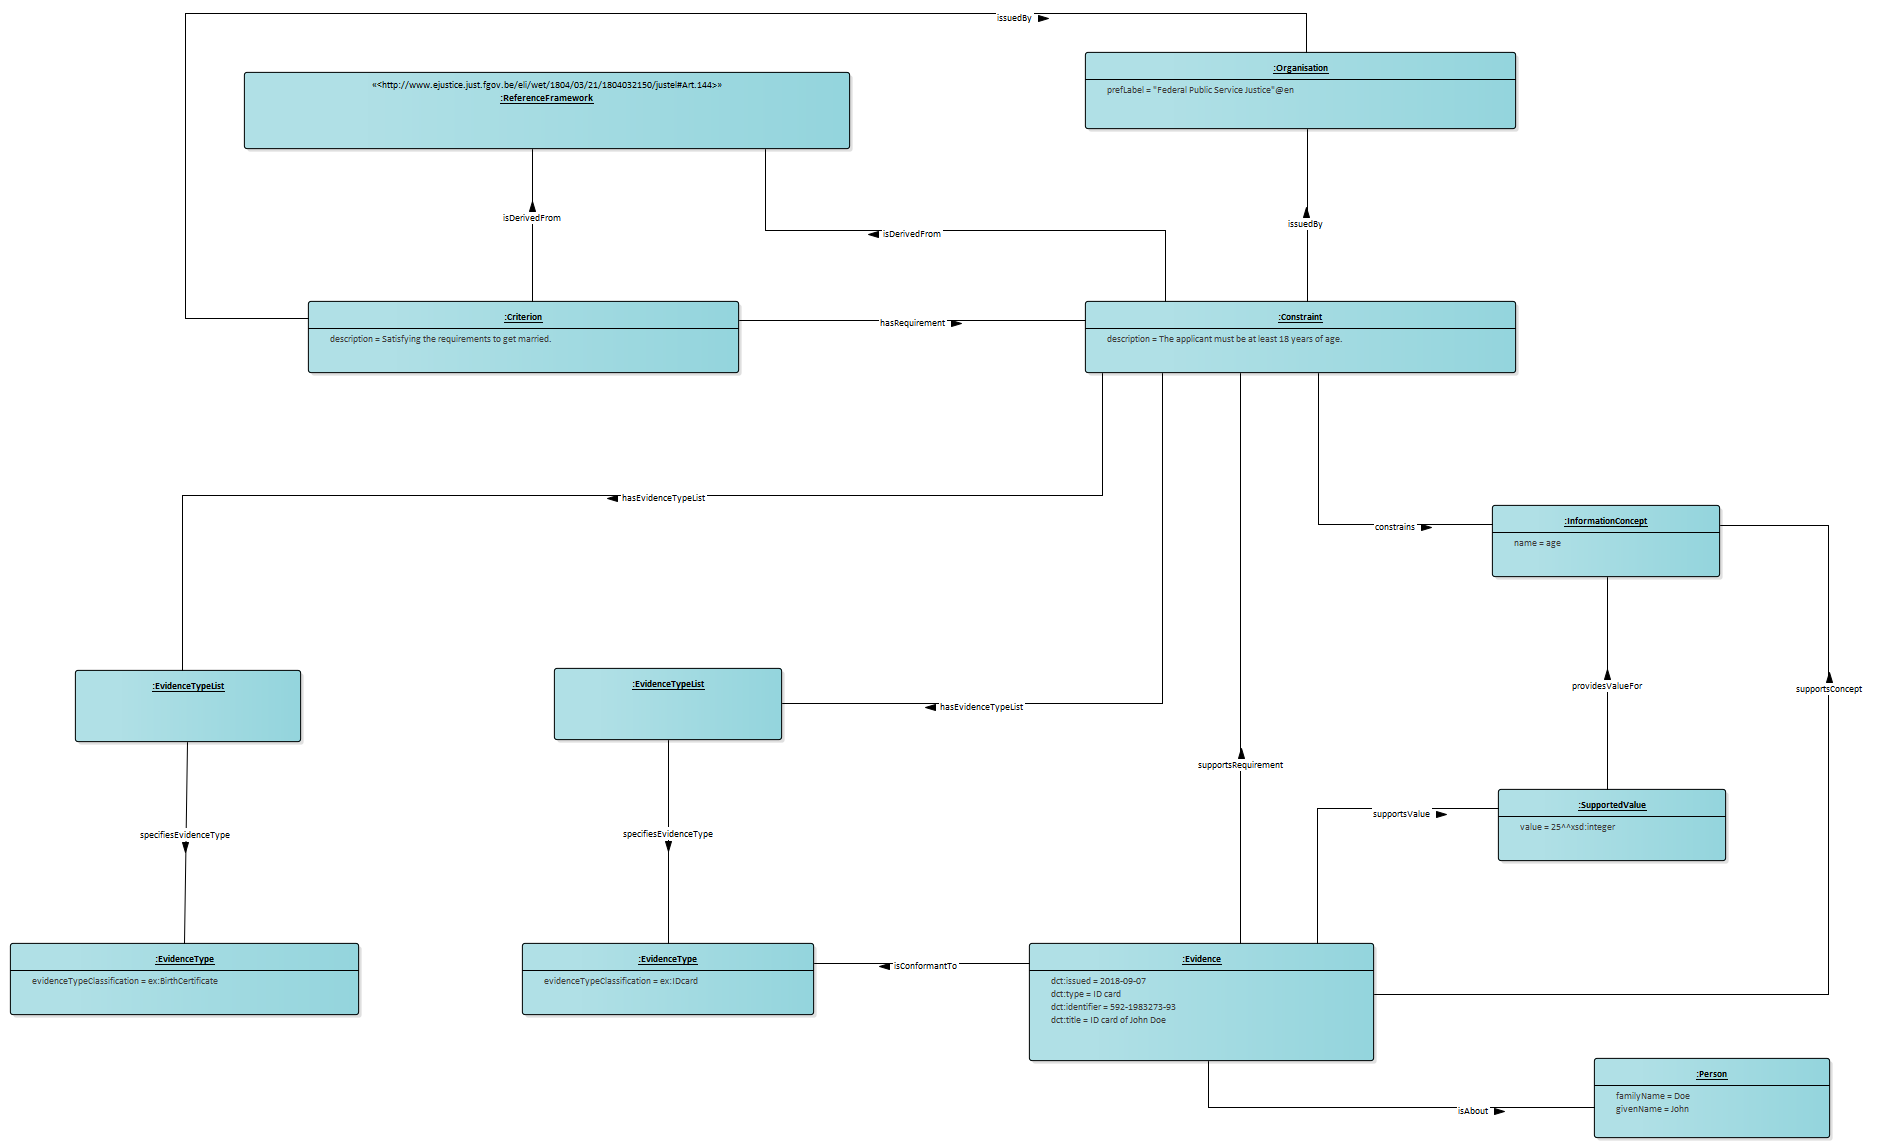 issuedBy
:Organisation
prefLabel = "Federal Public Service Justice"@en
«<http://www.ejustice.just.fgov.be/eli/wet/1804/03/21/1804032150/justel#Art.144>»
:ReferenceFramework
isDerivedFrom
issuedBy
isDerivedFrom
:Criterion
description = Satisfying the requirements to get married.
hasRequirement
:Constraint
description = The applicant must be at least 18 years of age.
hasEvidenceTypeList
constrains
:InformationConcept
name = age
:EvidenceTypeList
:EvidenceTypeList
hasEvidenceTypeList
providesValueFor
supportsConcept
supportsRequirement
:SupportedValue
value = 25^^xsd:integer
supportsValue
specifiesEvidenceType
specifiesEvidenceType
:EvidenceType
evidenceTypeClassification = ex:BirthCertificate
:EvidenceType
evidenceTypeClassification = ex:IDcard
isConformantTo
:Evidence
dct:issued = 2018-09-07
dct:type = ID card
dct:identifier = 592-1983273-93
dct:title = ID card of John Doe
:Person
familyName = Doe
givenName = John
isAbout